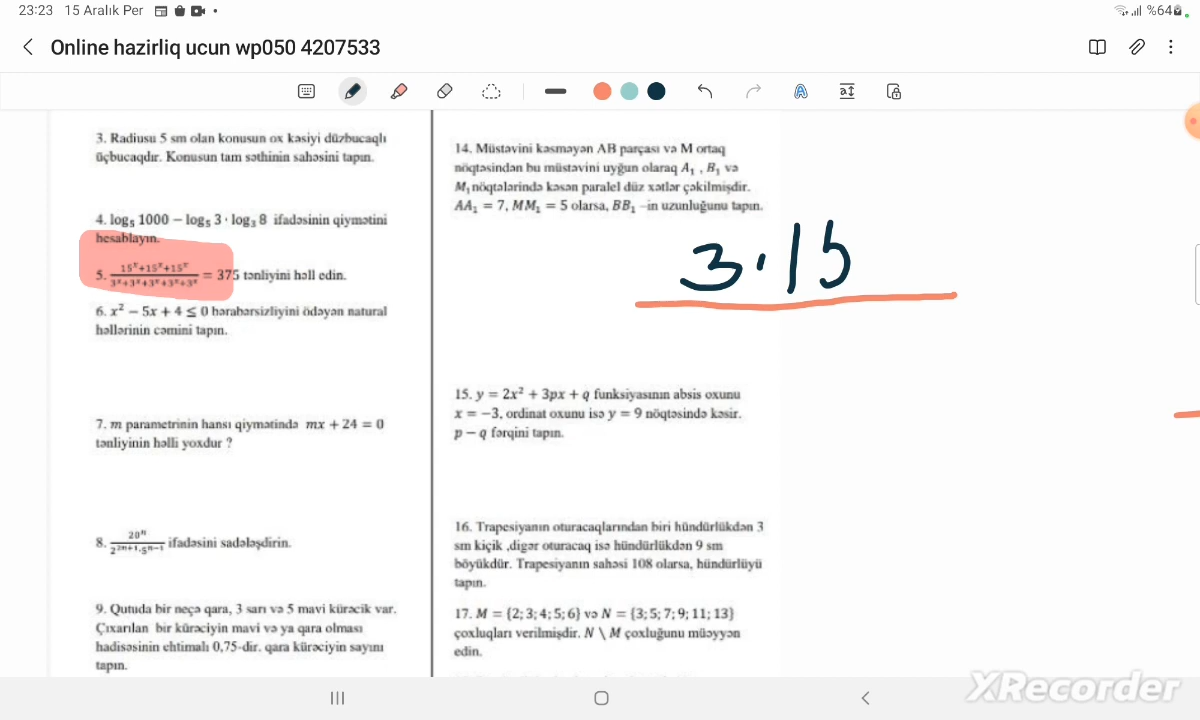 23:23 15 Aralık Per • %64
Online hazirliq ucun wp050 4207533
3. Radiusu 5 sm olan konusun ox kəsiyi düzbucaqlı
üçbucaqdır. Konusun tam səthinin sahəsini tapın.
4. log₅ 1000 − log₅ 3 · log₃ 8 ifadəsinin qiymətini
hesablayın.
5. (15ˣ+15ˣ+15ˣ)/(3ˣ+3ˣ+3ˣ+3ˣ+3ˣ) = 375 tənliyini həll edin.
6. x² − 5x + 4 ≤ 0 bərabərsizliyini ödəyən natural
həllərinin cəmini tapın.
7. m parametrinin hansı qiymətində mx + 24 = 0
tənliyinin həlli yoxdur ?
8. 20ⁿ/(2²ⁿ⁺¹·5ⁿ⁻¹) ifadəsini sadələşdirin.
9. Qutuda bir neçə qara, 3 sarı və 5 mavi kürəcik var.
Çıxarılan bir kürəciyin mavi və ya qara olması
hadisəsinin ehtimalı 0,75-dir. qara kürəciyin sayını
tapın.
14. Müstəvini kəsməyən AB parçası və M ortaq
nöqtəsindən bu müstəvini uyğun olaraq A₁ , B₁ və
M₁ nöqtələrində kəsən paralel düz xətlər çəkilmişdir.
AA₁ = 7, MM₁ = 5 olarsa, BB₁ –in uzunluğunu tapın.
3·15
15. y = 2x² + 3px + q funksiyasının absis oxunu
x = −3, ordinat oxunu isə y = 9 nöqtəsində kəsir.
p − q fərqini tapın.
16. Trapesiyanın oturacaqlarından biri hündürlükdən 3
sm kiçik ,digər oturacaq isə hündürlükdən 9 sm
böyükdür. Trapesiyanın sahəsi 108 olarsa, hündürlüyü
tapın.
17. M = {2; 3; 4; 5; 6} və N = {3; 5; 7; 9; 11; 13}
çoxluqları verilmişdir. N \ M çoxluğunu müəyyən
edin.
XRecorder